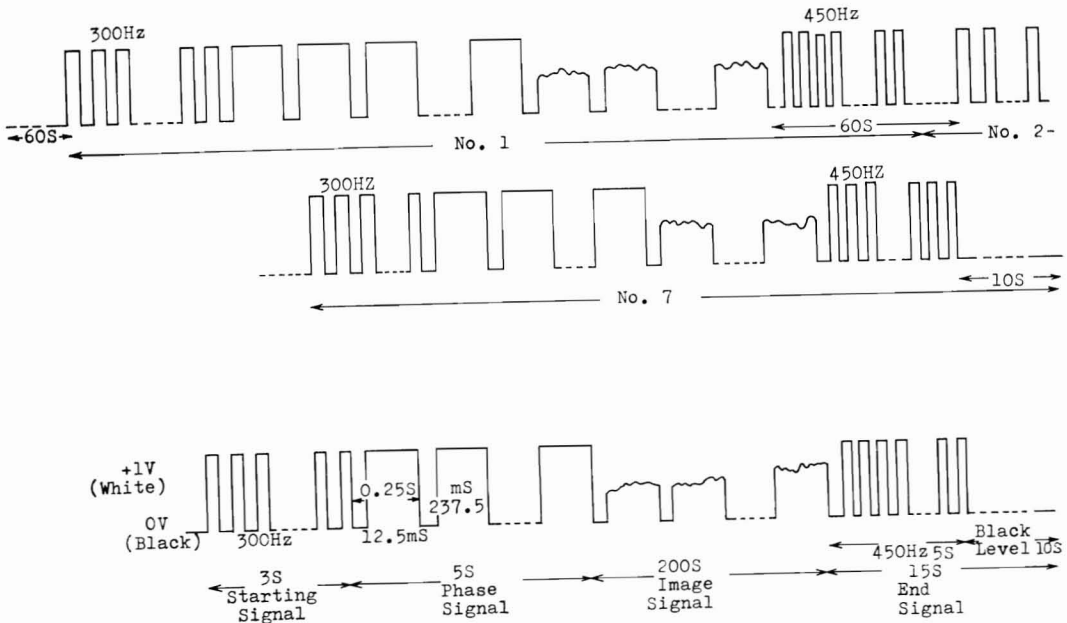 300Hz
450Hz
60S
60S
No. 1
No. 2-
300HZ
450HZ
10S
No. 7
+1V
(White)
0V
(Black)
0.25S
mS
237.5
300Hz
12.5mS
450Hz 5S
Black
Level 10S
3S
Starting
Signal
5S
Phase
Signal
200S
Image
Signal
15S
End
Signal